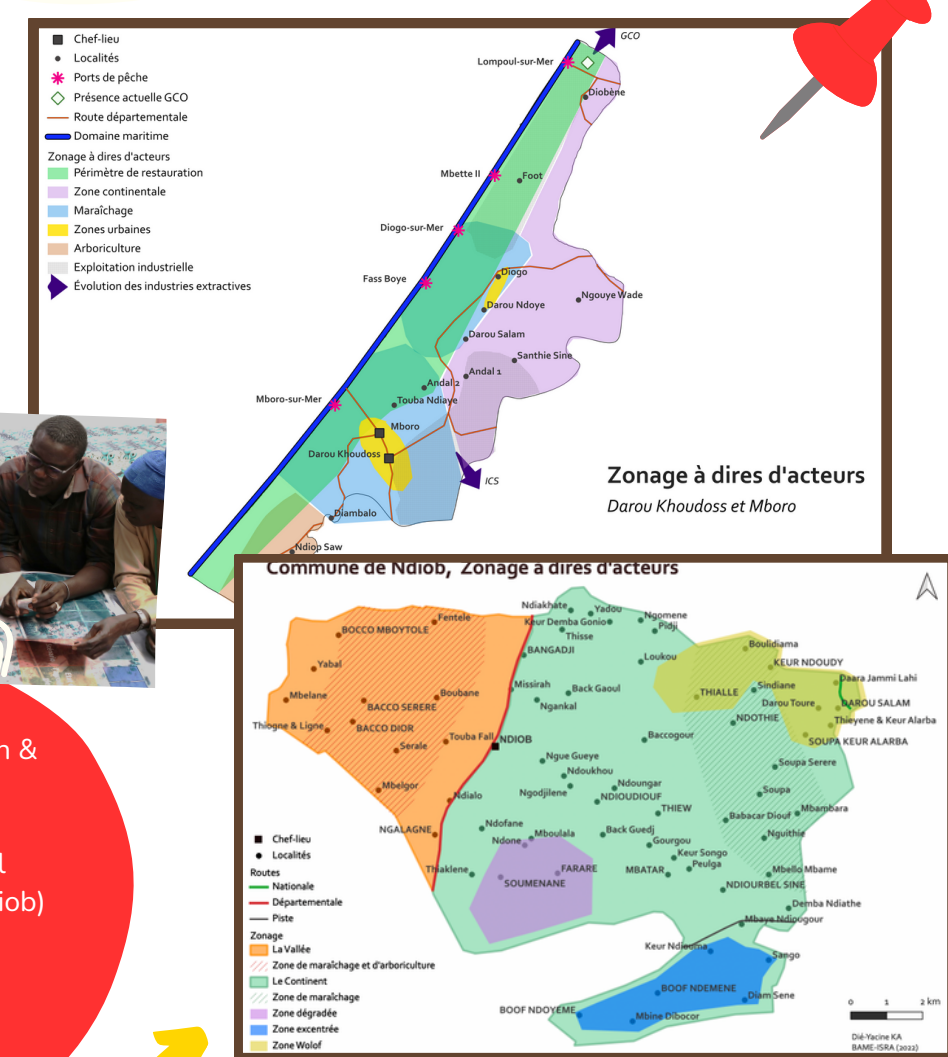 Chef-lieu
Localités
Ports de pêche
Présence actuelle GCO
Route départementale
Domaine maritime
Zonage à dires d'acteurs
Périmètre de restauration
Zone continentale
Maraîchage
Zones urbaines
Arboriculture
Exploitation industrielle
Évolution des industries extractives
GCO
Lompoul-sur-Mer
Diobène
Mbette II
Foot
Diogo-sur-Mer
Diogo
Fass Boye
Ngouye Wade
Darou Ndoye
Darou Salam
Santhie Sine
Andal 1
Andal 2
Mboro-sur-Mer
Touba Ndiaye
Mboro
Darou Khoudoss
ICS
Diambalo
Ndiop Saw
Zonage à dires d'acteurs
Darou Khoudoss et Mboro
n &
l
iob)
Commune de Ndiob, Zonage à dires d'acteurs
Ndiakhate
Yadou
Ngomene
Fentele
Keur Demba Gonio
Pidji
BOCCO MBOYTOLE
Thisse
Boulidiama
BANGADJI
Loukou
KEUR NDOUDY
Yabal
Daara Jammi Lahi
Missirah
Back Gaoul
THIALLE
Sindiane
Mbelane
Boubane
Ngankal
Darou Toure
DAROU SALAM
BACCO SERERE
NDOTHIE
Thieyene & Keur Alarba
Thiogne & Ligne
BACCO DIOR
Touba Fall
NDIOB
Baccogour
SOUPA KEUR ALARBA
Serale
Ngue Gueye
Soupa Serere
Ndoukhou
Mbelgor
Ndoungar
Ndialo
Ngodjilene
NDIOUDIOUF
Soupa
THIEW
Mbambara
Babacar Diouf
NGALAGNE
Ndofane
Mboulala
Back Guedj
Nguithie
Ndone
Gourgou
Keur Songo
Thiaklene
FARARE
MBATAR
Peulga
Mbello Mbame
SOUMENANE
NDIOURBEL SINE
Demba Ndiathe
Mbaye Ndiougour
Keur Ndiouma
Sango
BOOF NDEMENE
Diam Sene
BOOF NDOYEME
Mbine Dibocor
Chef-lieu
Localités
Routes
Nationale
Départementale
Piste
Zonage
La Vallée
Zone de maraîchage et d'arboriculture
Le Continent
Zone de maraîchage
Zone dégradée
Zone excentrée
Zone Wolof
0 1 2 km
Dié-Yacine KA
BAME-ISRA (2022)